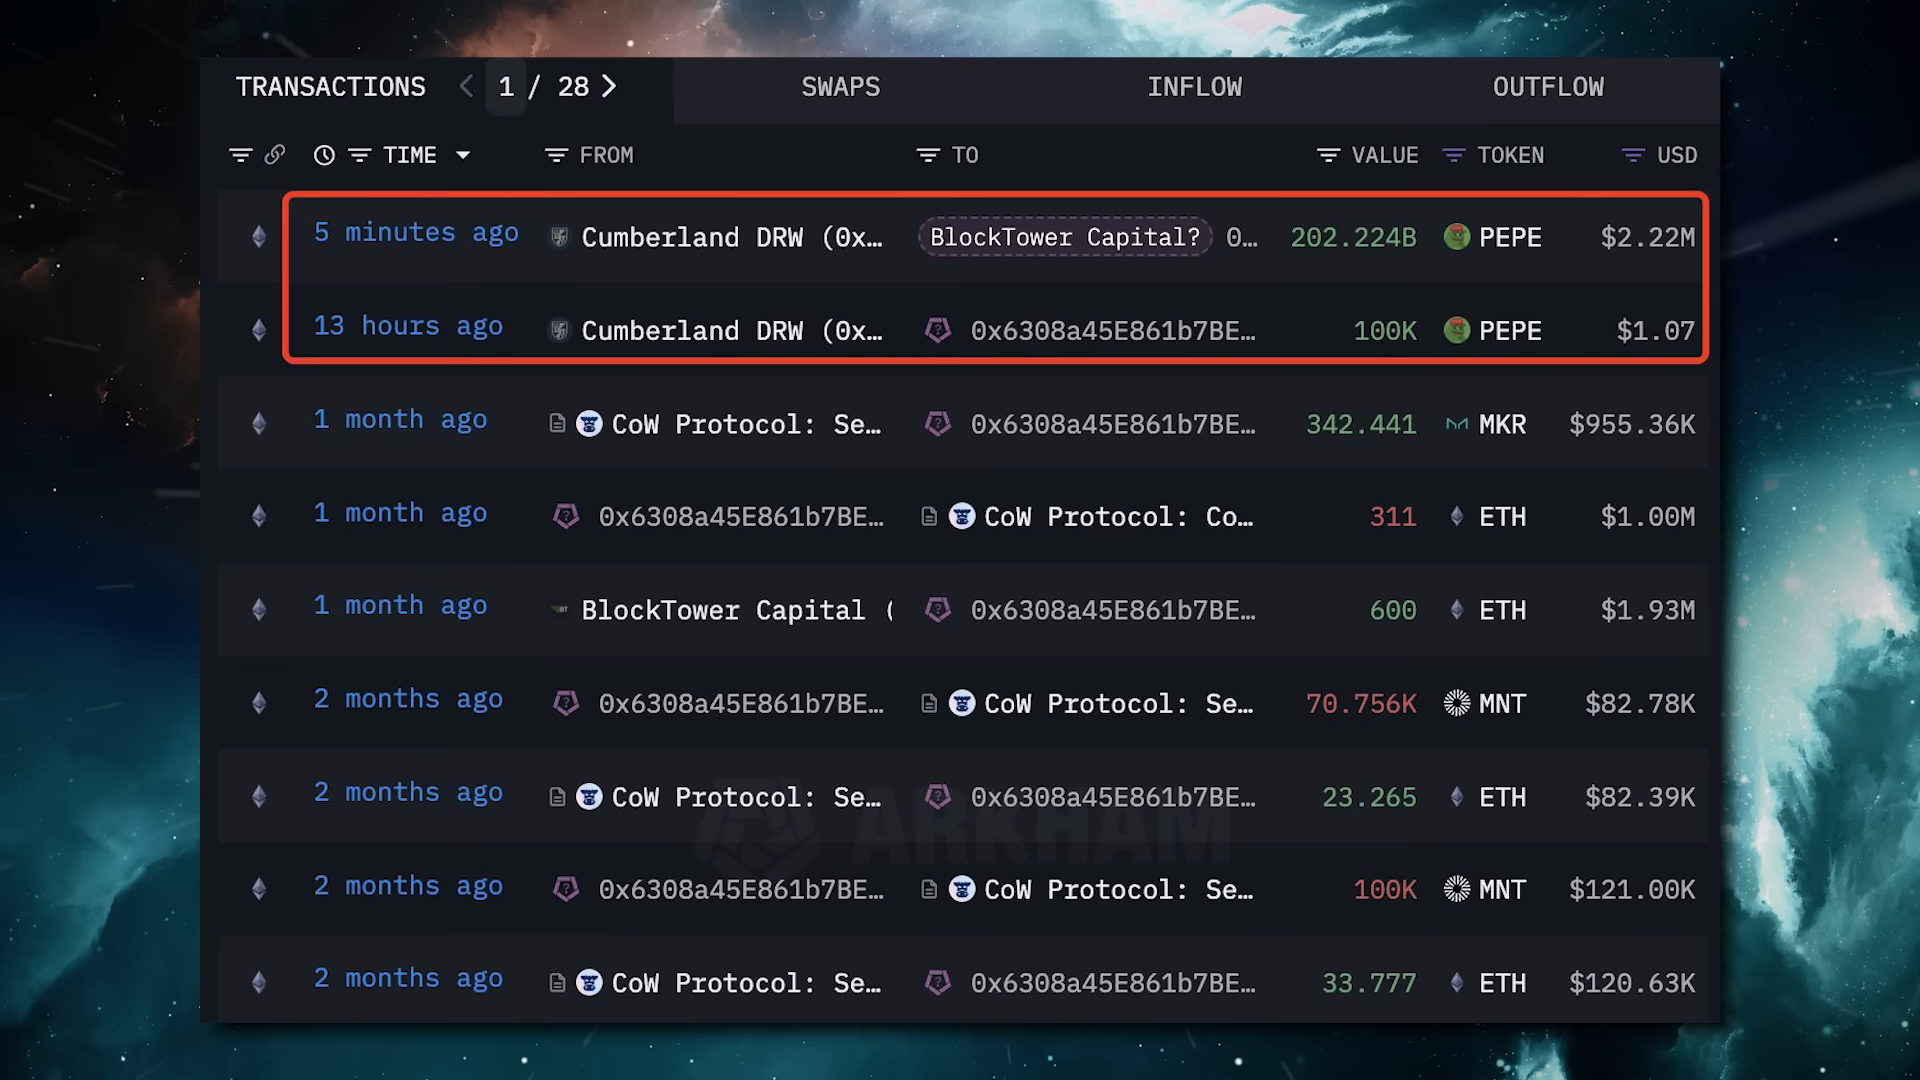 TRANSACTIONS < 1 / 28 > SWAPS INFLOW OUTFLOW
TIME FROM TO VALUE TOKEN USD
5 minutes ago Cumberland DRW (0x… BlockTower Capital? 0… 202.224B PEPE $2.22M
13 hours ago Cumberland DRW (0x… 0x6308a45E861b7BE… 100K PEPE $1.07
1 month ago CoW Protocol: Se… 0x6308a45E861b7BE… 342.441 MKR $955.36K
1 month ago 0x6308a45E861b7BE… CoW Protocol: Co… 311 ETH $1.00M
1 month ago BlockTower Capital ( 0x6308a45E861b7BE… 600 ETH $1.93M
2 months ago 0x6308a45E861b7BE… CoW Protocol: Se… 70.756K MNT $82.78K
2 months ago CoW Protocol: Se… 0x6308a45E861b7BE… 23.265 ETH $82.39K
ARKHAM
2 months ago 0x6308a45E861b7BE… CoW Protocol: Se… 100K MNT $121.00K
2 months ago CoW Protocol: Se… 0x6308a45E861b7BE… 33.777 ETH $120.63K